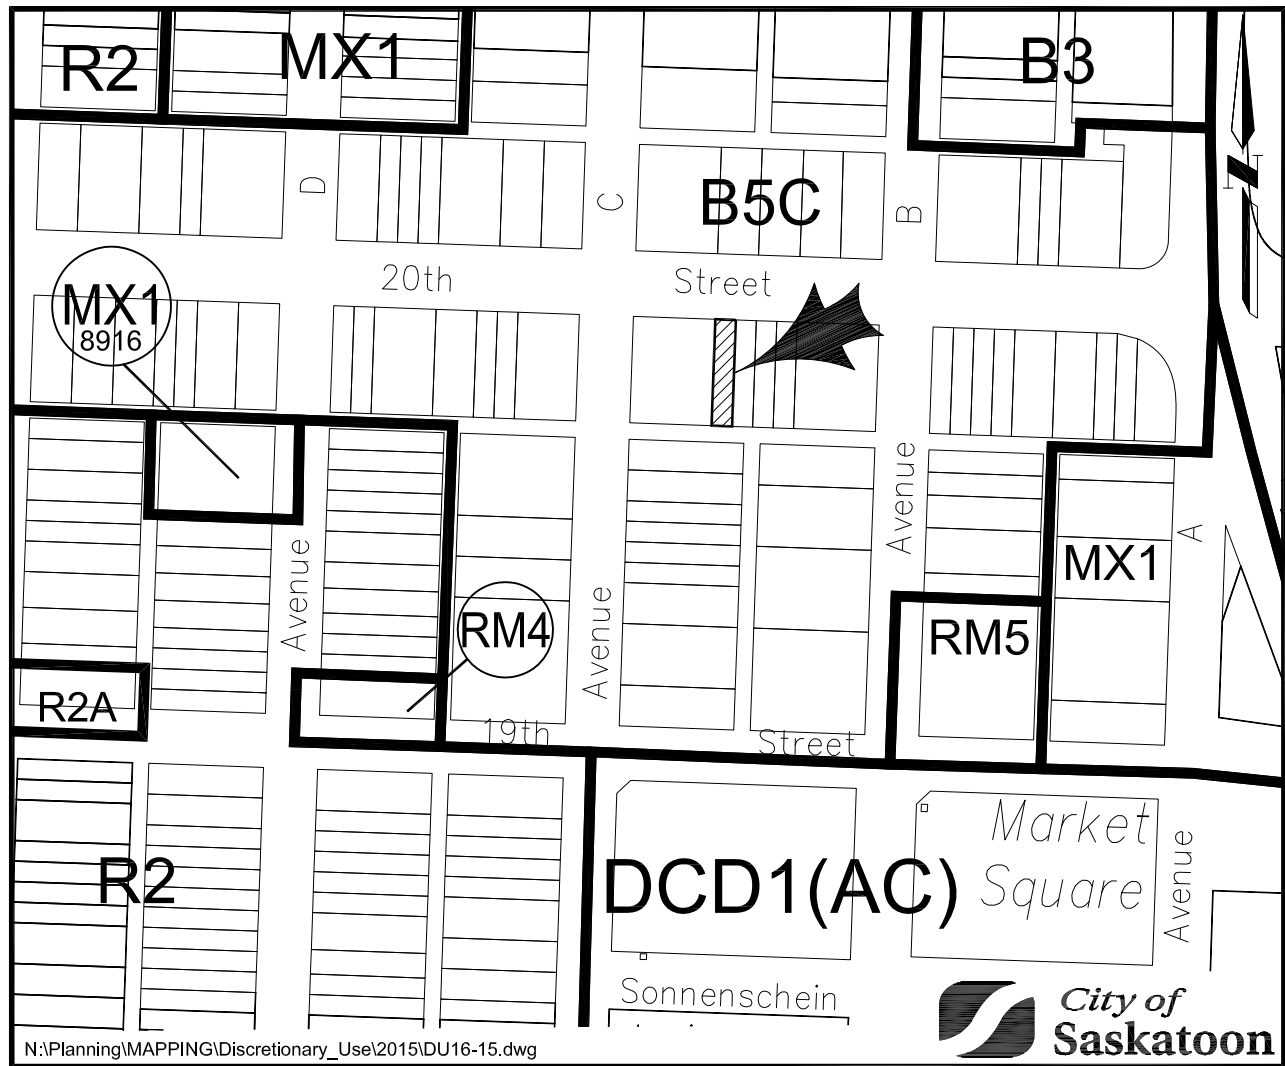 R2
MX1
B3
D
C
B5C
B
N
20th
Street
MX1
8916
Avenue
A
MX1
Avenue
Avenue
RM4
RM5
R2A
19th
Street
Market
Square
Avenue
R2
DCD1(AC)
Sonnenschein
City of
Saskatoon
N:\Planning\MAPPING\Discretionary_Use\2015\DU16-15.dwg